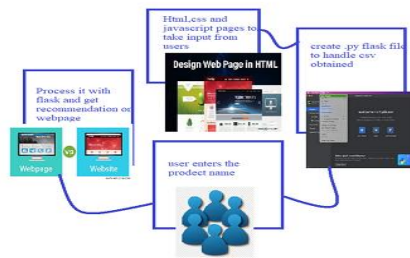 Html,css and
javascript pages to
take input from
users
Design Web Page in HTML
create .py flask file
to handle csv
obtained
Process it with
flask and get
recommendation on
webpage
Webpage
VS
Website
user enters the
prodect name